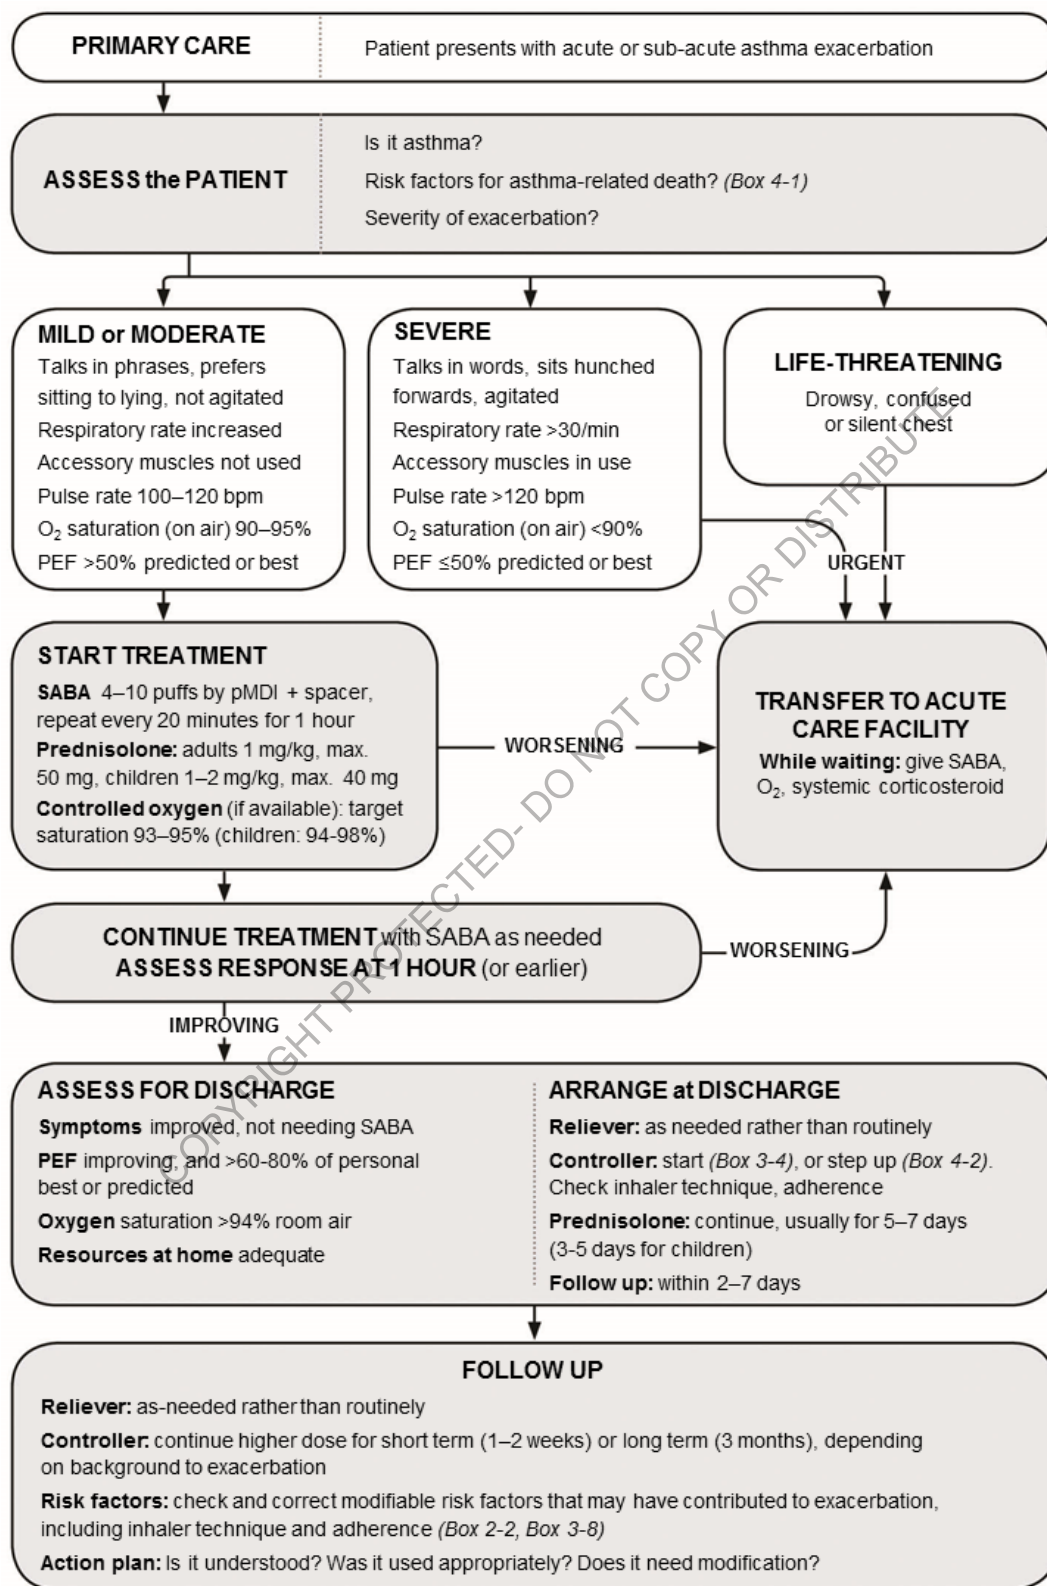 PRIMARY CARE
Patient presents with acute or sub-acute asthma exacerbation
ASSESS the PATIENT
Is it asthma?
Risk factors for asthma-related death? (Box 4-1)
Severity of exacerbation?
MILD or MODERATE
Talks in phrases, prefers
sitting to lying, not agitated
Respiratory rate increased
Accessory muscles not used
Pulse rate 100–120 bpm
O₂ saturation (on air) 90–95%
PEF >50% predicted or best
SEVERE
Talks in words, sits hunched
forwards, agitated
Respiratory rate >30/min
Accessory muscles in use
Pulse rate >120 bpm
O₂ saturation (on air) <90%
PEF ≤50% predicted or best
LIFE-THREATENING
Drowsy, confused
or silent chest
URGENT
START TREATMENT
SABA 4–10 puffs by pMDI + spacer,
repeat every 20 minutes for 1 hour
Prednisolone: adults 1 mg/kg, max.
50 mg, children 1–2 mg/kg, max. 40 mg
Controlled oxygen (if available): target
saturation 93–95% (children: 94-98%)
WORSENING
TRANSFER TO ACUTE
CARE FACILITY
While waiting: give SABA,
O₂, systemic corticosteroid
CONTINUE TREATMENT with SABA as needed
ASSESS RESPONSE AT 1 HOUR (or earlier)
WORSENING
IMPROVING
ASSESS FOR DISCHARGE
Symptoms improved, not needing SABA
PEF improving, and >60-80% of personal
best or predicted
Oxygen saturation >94% room air
Resources at home adequate
ARRANGE at DISCHARGE
Reliever: as needed rather than routinely
Controller: start (Box 3-4), or step up (Box 4-2).
Check inhaler technique, adherence
Prednisolone: continue, usually for 5–7 days
(3-5 days for children)
Follow up: within 2–7 days
FOLLOW UP
Reliever: as-needed rather than routinely
Controller: continue higher dose for short term (1–2 weeks) or long term (3 months), depending
on background to exacerbation
Risk factors: check and correct modifiable risk factors that may have contributed to exacerbation,
including inhaler technique and adherence (Box 2-2, Box 3-8)
Action plan: Is it understood? Was it used appropriately? Does it need modification?
COPYRIGHT PROTECTED- DO NOT COPY OR DISTRIBUTE